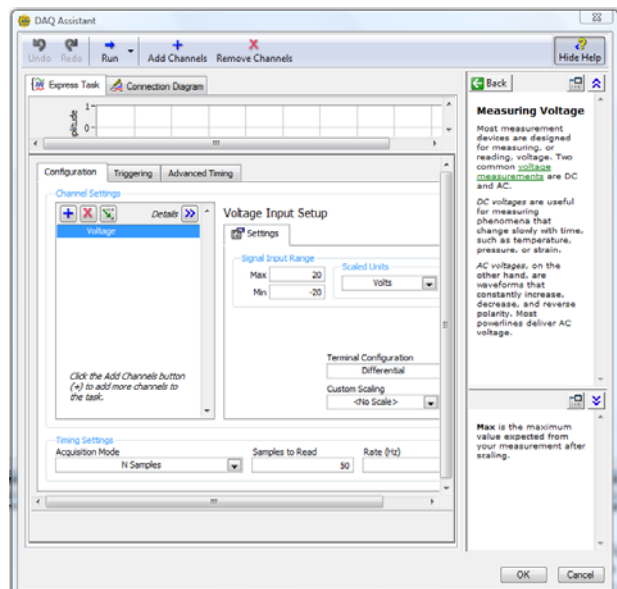 DAQ Assistant
Undo Redo Run Add Channels Remove Channels Hide Help
Express Task Connection Diagram
1
0
Configuration Triggering Advanced Timing
Channel Settings
Details
Voltage
Click the Add Channels button
(+) to add more channels to
the task.
Voltage Input Setup
Settings
Signal Input Range
Max 20
Min -20
Scaled Units
Volts
Terminal Configuration
Differential
Custom Scaling
<No Scale>
Timing Settings
Acquisition Mode Samples to Read Rate (Hz)
N Samples 50
Back
Measuring Voltage
Most measurement
devices are designed
for measuring, or
reading, voltage. Two
common voltage
measurements are DC
and AC.
DC voltages are useful
for measuring
phenomena that
change slowly with time,
such as temperature,
pressure, or strain.
AC voltages, on the
other hand, are
waveforms that
constantly increase,
decrease, and reverse
polarity. Most
powerlines deliver AC
voltage.
Max is the maximum
value expected from
your measurement after
scaling.
OK Cancel